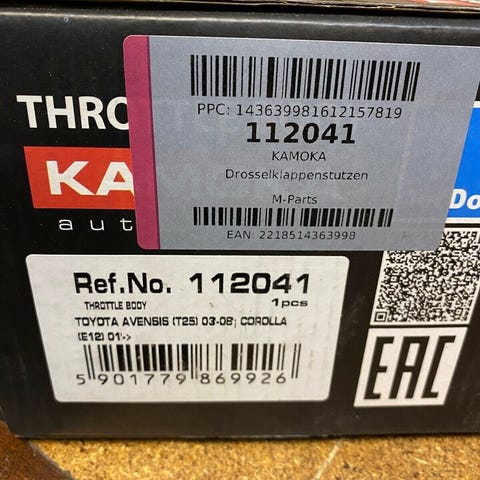 PPC: 143639981612157819
112041
KAMOKA
Drosselklappenstutzen
M-Parts
EAN: 2218514363998
THRO
KA
aut
Do
Ref.No. 112041
THROTTLE BODY 1pcs
TOYOTA AVENSIS (T25) 03-08'; COROLLA
(E12) 01'->
5 901779 869926
EAC